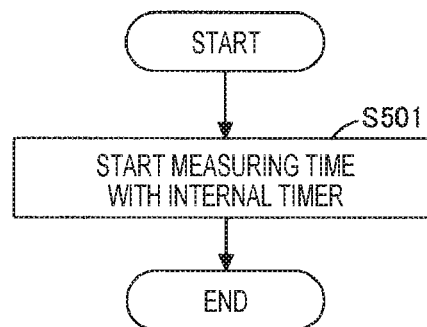 START
S501
START MEASURING TIME
WITH INTERNAL TIMER
END